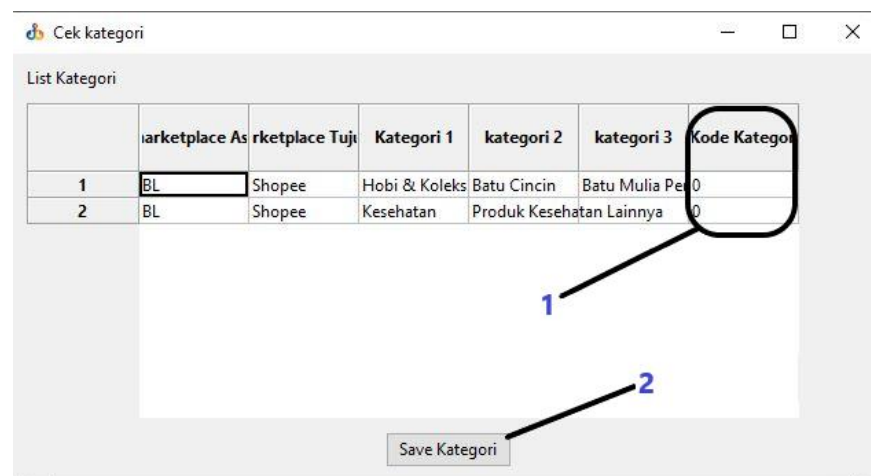 Cek kategori
List Kategori
arketplace As rketplace Tuju Kategori 1 kategori 2 kategori 3 Kode Kategor
1 BL Shopee Hobi & Koleks Batu Cincin Batu Mulia Per 0
2 BL Shopee Kesehatan Produk Kesehatan Lainnya 0
1
2
Save Kategori